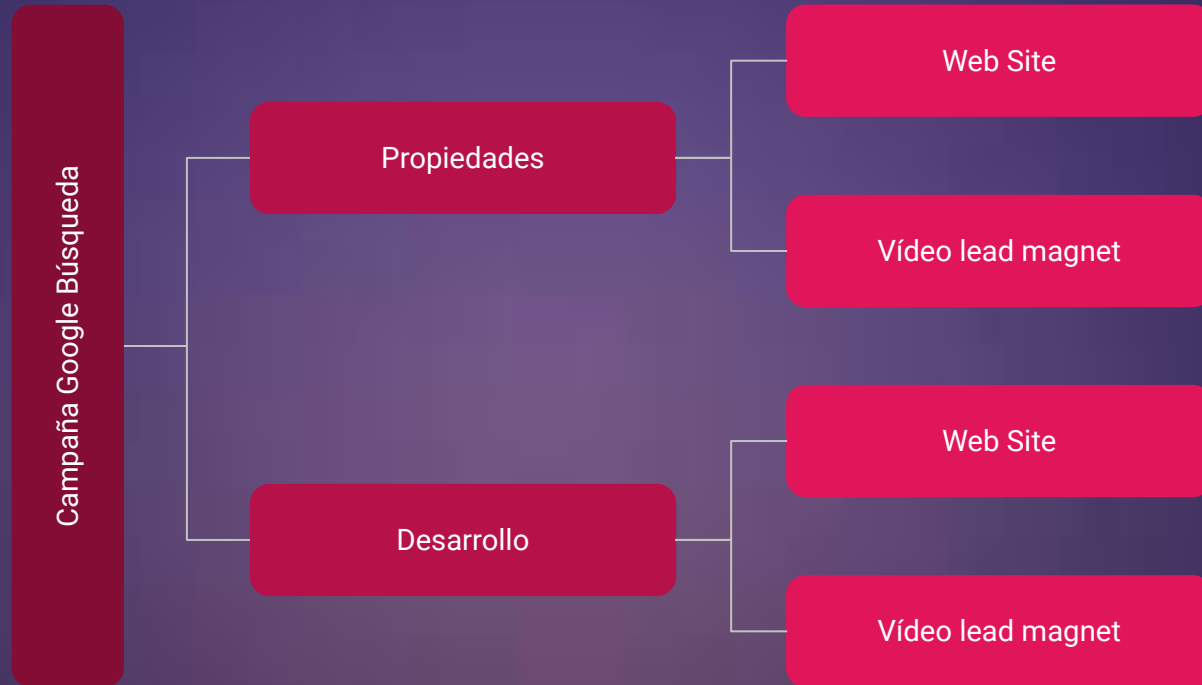 Campaña Google Búsqueda
Propiedades
Web Site
Vídeo lead magnet
Desarrollo
Web Site
Vídeo lead magnet